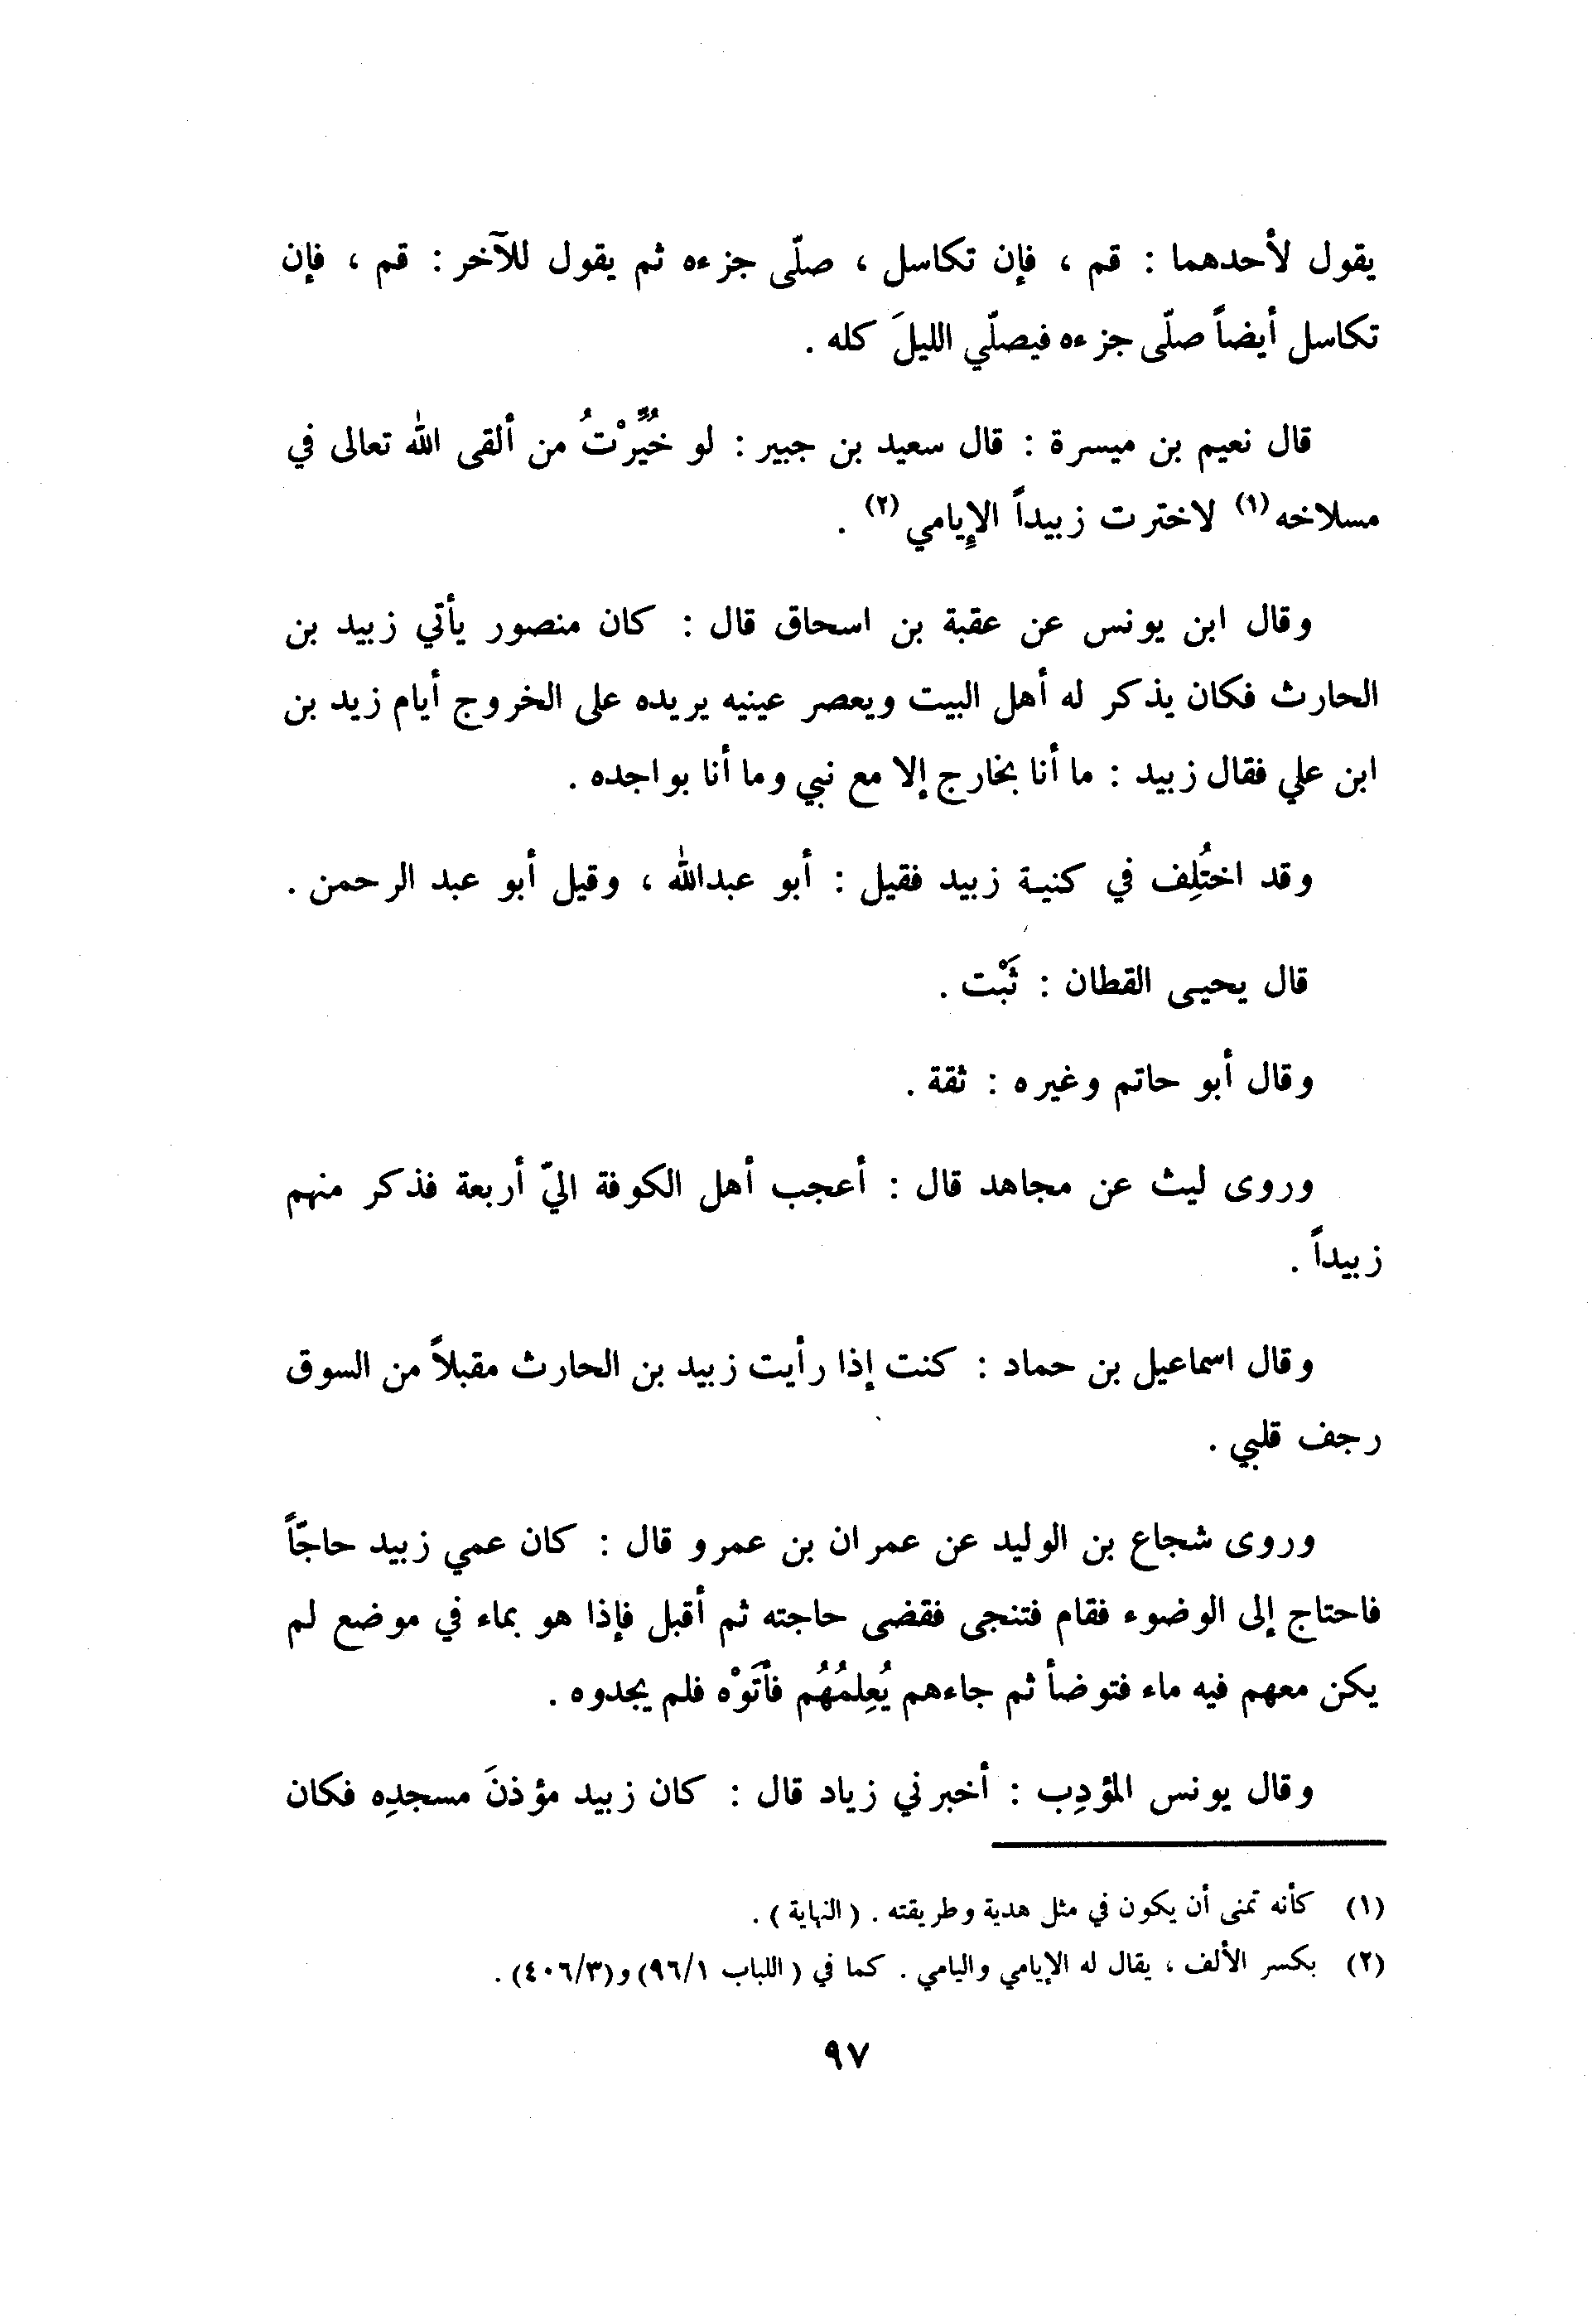 يقول لأحدهما : قم ، فإن تكاسل ، صلّى جزءه ثم يقول للآخر : قم ، فإن
تكاسل أيضاً صلّى جزءه فيصلّي الليلَ كله .
قال نعيم بن ميسرة : قال سعيد بن جبير : لو خُيِّرْتُ من ألقى الله تعالى في
مسلاخه (١) لاخترت زبيداً الإِيامي (٢) .
وقال ابن يونس عن عقبة بن اسحاق قال : كان منصور يأتي زبيد بن
الحارث فكان يذكر له أهل البيت ويعصر عينيه يريده على الخروج أيام زيد بن
ابن علي فقال زبيد : ما أنا بخارج إلا مع نبي وما أنا بواجده .
وقد اختُلِف في كنية زبيد فقيل : أبو عبدالله ، وقيل أبو عبد الرحمن .
قال يحيى القطان : ثَبْت .
وقال أبو حاتم وغيره : ثقة .
وروى ليث عن مجاهد قال : أعجب أهل الكوفة اليّ أربعة فذكر منهم
زبيداً .
وقال اسماعيل بن حماد : كنت إذا رأيت زبيد بن الحارث مقبلاً من السوق
رجف قلبي .
وروى شجاع بن الوليد عن عمران بن عمرو قال : كان عمي زبيد حاجّاً
فاحتاج إلى الوضوء فقام فتنجى فقضى حاجته ثم أقبل فإذا هو بماء في موضع لم
يكن معهم فيه ماء فتوضأ ثم جاءهم يُعِلمُهُم فأتَوْه فلم يجدوه .
وقال يونس المؤدِب : أخبرني زياد قال : كان زبيد مؤذنَ مسجدِه فكان
(١) كأنه تمنى أن يكون في مثل هدية وطريقته . ( النهاية ) .
(٢) بكسر الألف ، يقال له الإيامي واليامي . كما في ( اللباب ٩٦/١) و(٤٠٦/٣) .
٩٧